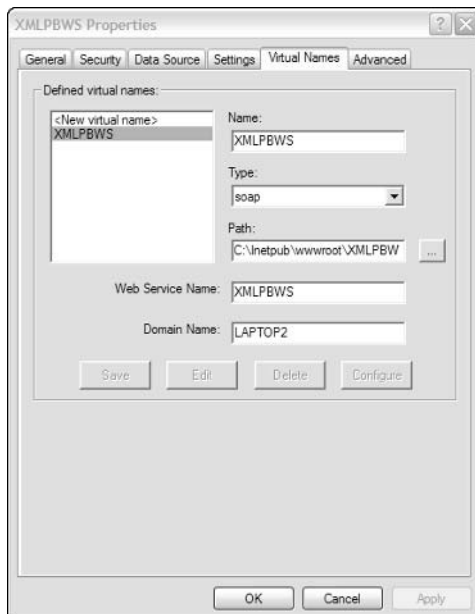 XMLPBWS Properties
General Security Data Source Settings Virtual Names Advanced
Defined virtual names:
<New virtual name>
XMLPBWS
Name:
XMLPBWS
Type:
soap
Path:
C:\Inetpub\wwwroot\XMLPBW
...
Web Service Name: XMLPBWS
Domain Name: LAPTOP2
Save Edit Delete Configure
OK Cancel Apply